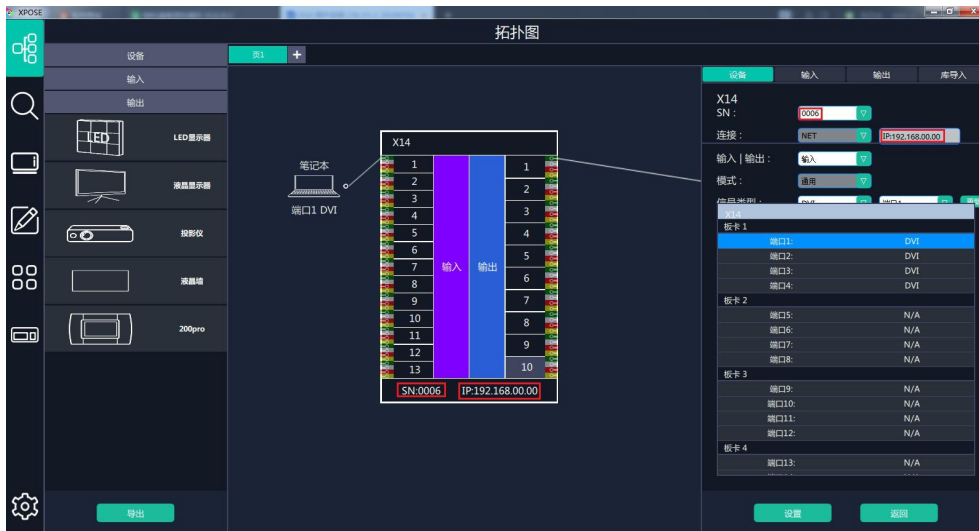 XPOSE
拓扑图
设备
输入
输出
LED
LED显示器
液晶显示器
投影仪
液晶墙
200pro
导出
页1
+
笔记本
端口1 DVI
X14
1
2
3
4
5
6
7
8
9
10
11
12
13
输入
输出
1
2
3
4
5
6
7
8
9
10
SN:0006
IP:192.168.00.00
设备
输入
输出
库导入
X14
SN：
0006
连接：
NET
IP:192.168.00.00
输入 | 输出：
输入
模式：
通用
信号类型：
DVI
端口1
X14
板卡 1
端口1: DVI
端口2: DVI
端口3: DVI
端口4: DVI
板卡 2
端口5: N/A
端口6: N/A
端口7: N/A
端口8: N/A
板卡 3
端口9: N/A
端口10: N/A
端口11: N/A
端口12: N/A
板卡 4
端口13: N/A
设置
返回